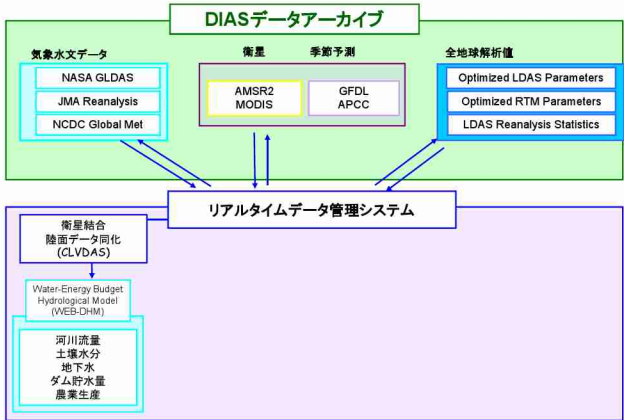 DIASデータアーカイブ
気象水文データ
NASA GLDAS
JMA Reanalysis
NCDC Global Met
衛星
季節予測
AMSR2
MODIS
GFDL
APCC
全地球解析値
Optimized LDAS Parameters
Optimized RTM Parameters
LDAS Reanalysis Statistics
リアルタイムデータ管理システム
衛星結合
陸面データ同化
(CLVDAS)
Water-Energy Budget
Hydrological Model
(WEB-DHM)
河川流量
土壌水分
地下水
ダム貯水量
農業生産